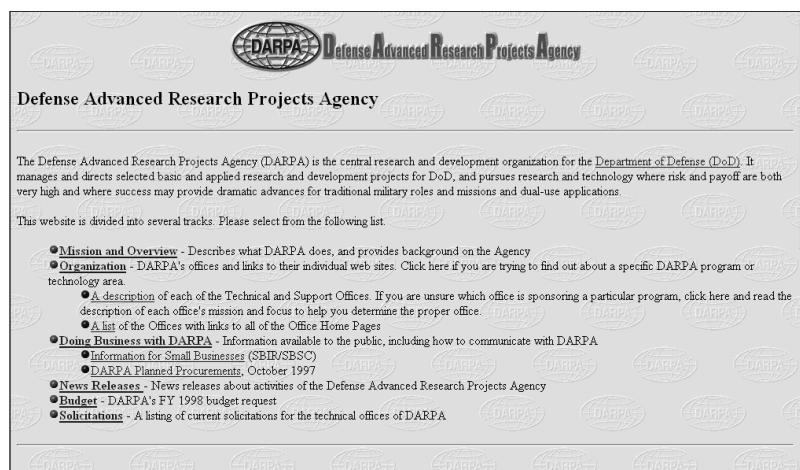 DARPA Defense Advanced Research Projects Agency
Defense Advanced Research Projects Agency
The Defense Advanced Research Projects Agency (DARPA) is the central research and development organization for the Department of Defense (DoD). It
manages and directs selected basic and applied research and development projects for DoD, and pursues research and technology where risk and payoff are both
very high and where success may provide dramatic advances for traditional military roles and missions and dual-use applications.
This website is divided into several tracks. Please select from the following list.
Mission and Overview - Describes what DARPA does, and provides background on the Agency
Organization - DARPA's offices and links to their individual web sites. Click here if you are trying to find out about a specific DARPA program or
technology area.
A description of each of the Technical and Support Offices. If you are unsure which office is sponsoring a particular program, click here and read the
description of each office's mission and focus to help you determine the proper office.
A list of the Offices with links to all of the Office Home Pages
Doing Business with DARPA - Information available to the public, including how to communicate with DARPA
Information for Small Businesses (SBIR/SBSC)
DARPA Planned Procurements, October 1997
News Releases - News releases about activities of the Defense Advanced Research Projects Agency
Budget - DARPA's FY 1998 budget request
Solicitations - A listing of current solicitations for the technical offices of DARPA